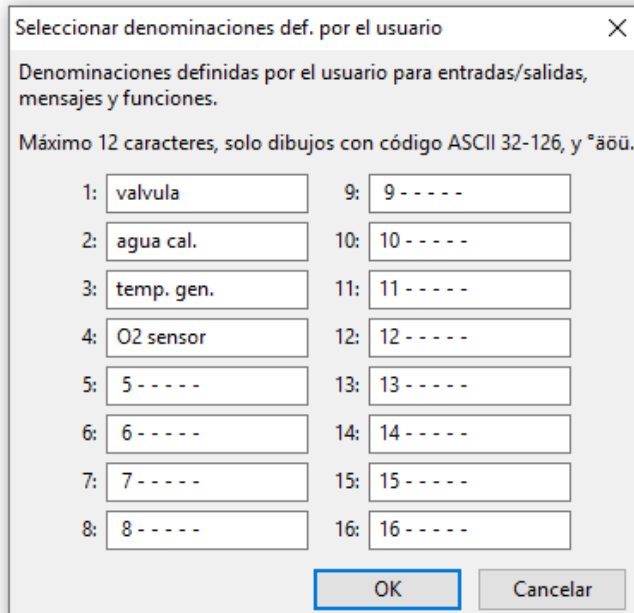 Seleccionar denominaciones def. por el usuario
Denominaciones definidas por el usuario para entradas/salidas,
mensajes y funciones.
Máximo 12 caracteres, solo dibujos con código ASCII 32-126, y °äöü.
1: valvula
2: agua cal.
3: temp. gen.
4: O2 sensor
5: 5 - - - - -
6: 6 - - - - -
7: 7 - - - - -
8: 8 - - - - -
9: 9 - - - - -
10: 10 - - - - -
11: 11 - - - - -
12: 12 - - - - -
13: 13 - - - - -
14: 14 - - - - -
15: 15 - - - - -
16: 16 - - - - -
OK
Cancelar